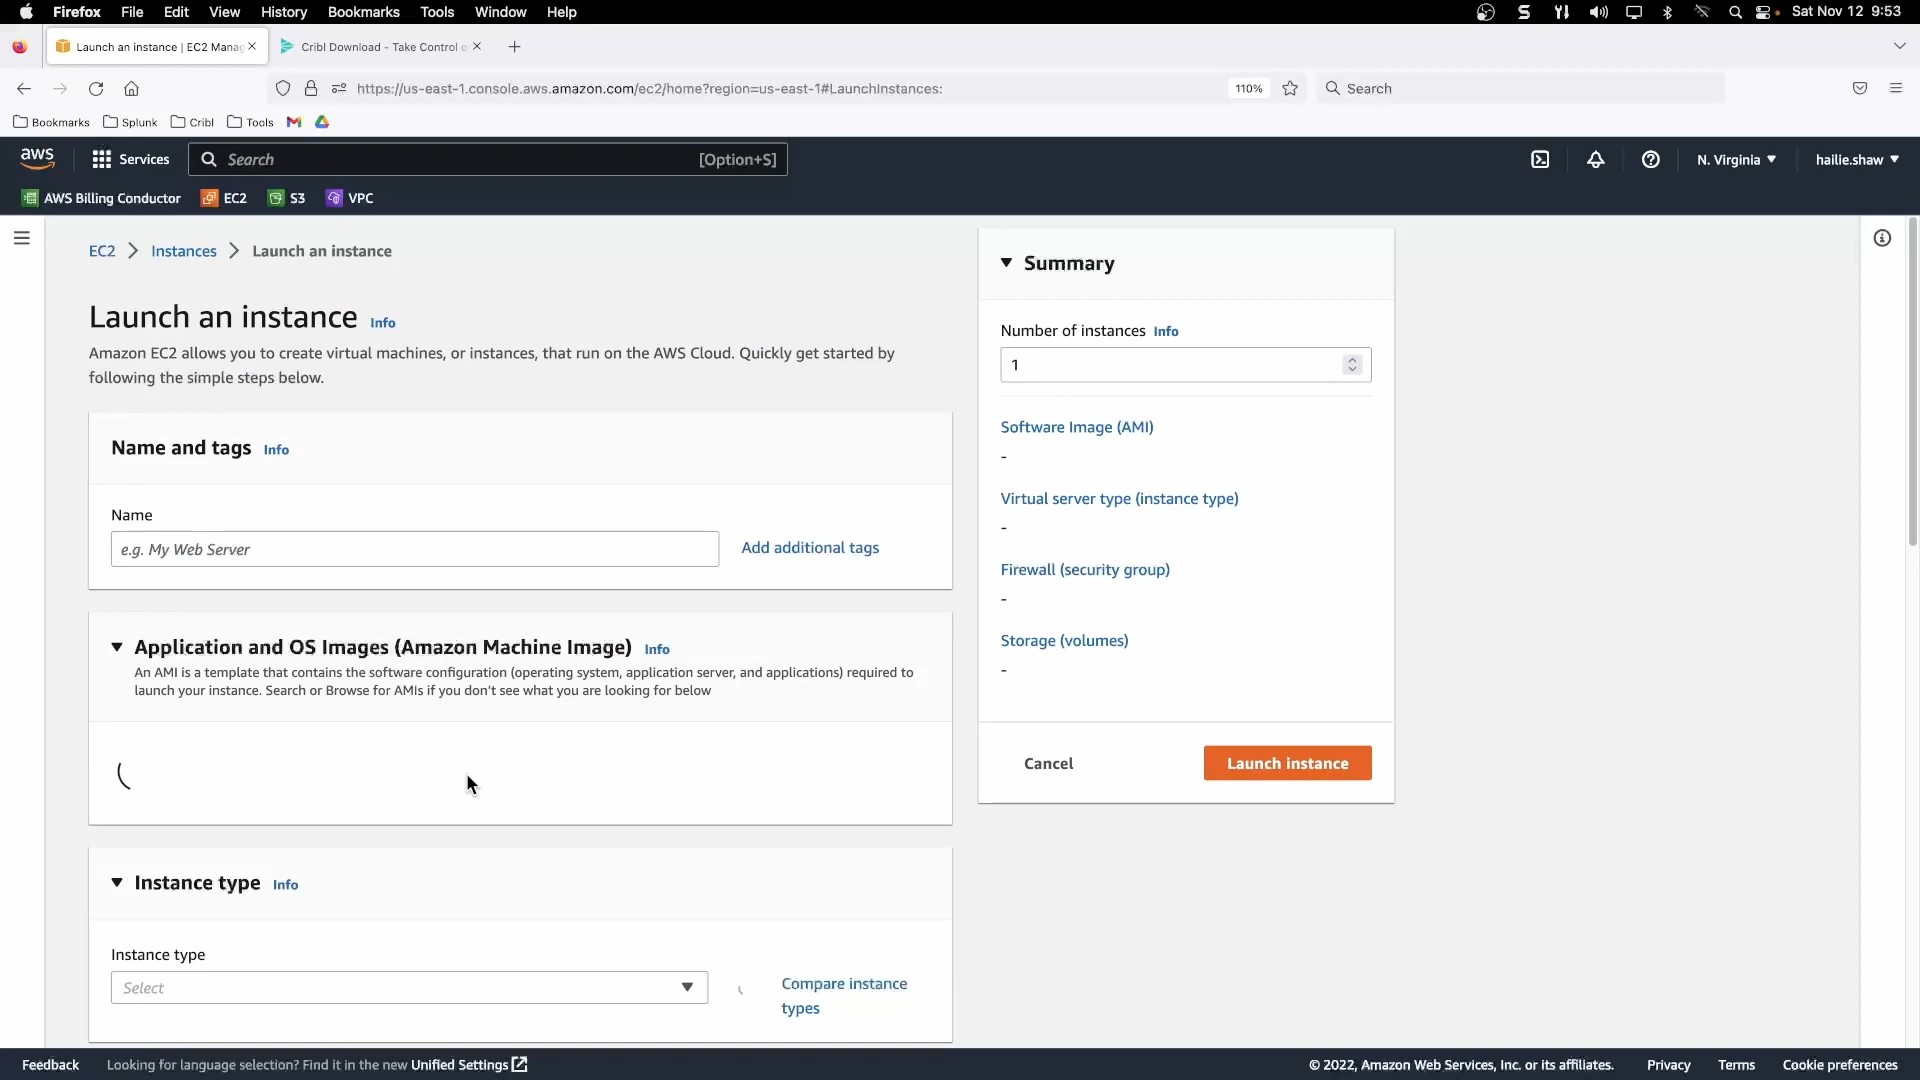 Firefox File Edit View History Bookmarks Tools Window Help Sat Nov 12 9:53
Launch an instance | EC2 Manag Cribl Download - Take Control o
https://us-east-1.console.aws.amazon.com/ec2/home?region=us-east-1#LaunchInstances: 110% Search
Bookmarks Splunk Cribl Tools
aws Services Search [Option+S] N. Virginia hailie.shaw
AWS Billing Conductor EC2 S3 VPC
EC2 Instances Launch an instance
Launch an instance Info
Amazon EC2 allows you to create virtual machines, or instances, that run on the AWS Cloud. Quickly get started by
following the simple steps below.
Name and tags Info
Name
e.g. My Web Server Add additional tags
Application and OS Images (Amazon Machine Image) Info
An AMI is a template that contains the software configuration (operating system, application server, and applications) required to
launch your instance. Search or Browse for AMIs if you don't see what you are looking for below
Instance type Info
Instance type
Select
Compare instance
types
Summary
Number of instances Info
1
Software Image (AMI)
-
Virtual server type (instance type)
-
Firewall (security group)
-
Storage (volumes)
-
Cancel Launch instance
Feedback Looking for language selection? Find it in the new Unified Settings © 2022, Amazon Web Services, Inc. or its affiliates. Privacy Terms Cookie preferences